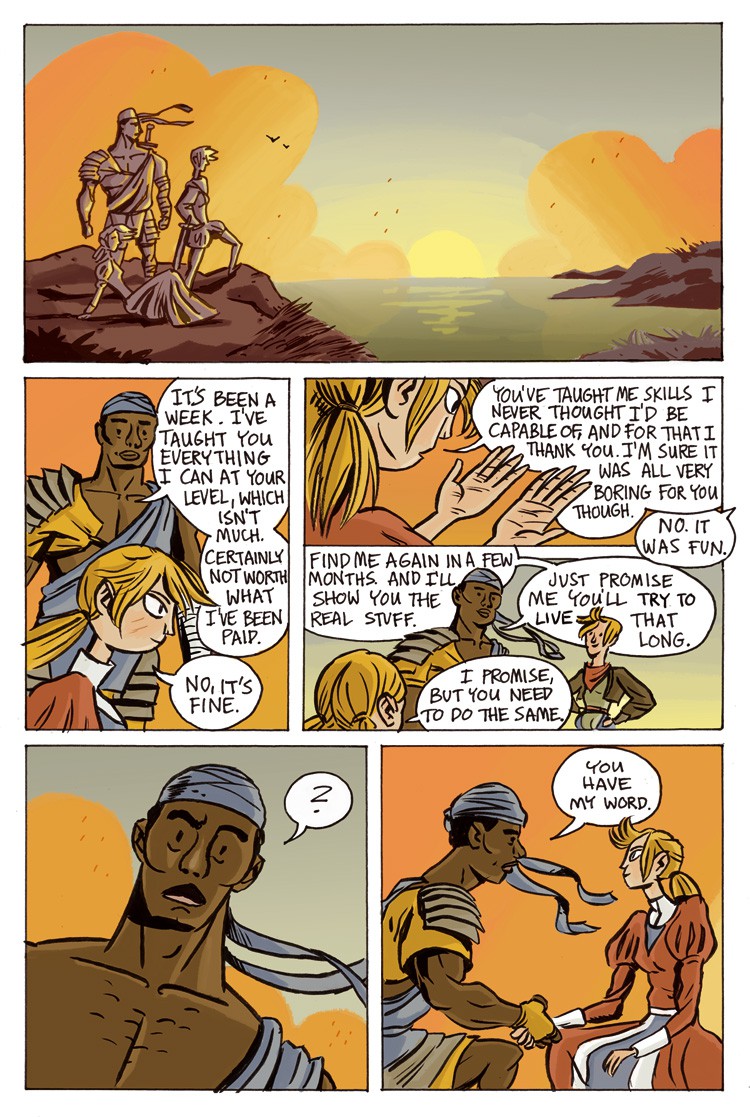 IT'S BEEN A
WEEK. I'VE
TAUGHT YOU
EVERYTHING
I CAN AT YOUR
LEVEL, WHICH
ISN'T
MUCH.
CERTAINLY
NOT WORTH
WHAT
I'VE BEEN
PAID.
NO, IT'S
FINE.
YOU'VE TAUGHT ME SKILLS I
NEVER THOUGHT I'D BE
CAPABLE OF, AND FOR THAT I
THANK YOU. I'M SURE IT
WAS ALL VERY
BORING FOR YOU
THOUGH.
NO. IT
WAS FUN.
FIND ME AGAIN IN A FEW
MONTHS. AND I'LL
SHOW YOU THE
REAL STUFF.
JUST PROMISE
ME YOU'LL TRY TO
LIVE THAT
LONG.
I PROMISE,
BUT YOU NEED
TO DO THE SAME.
?
YOU
HAVE
MY WORD.